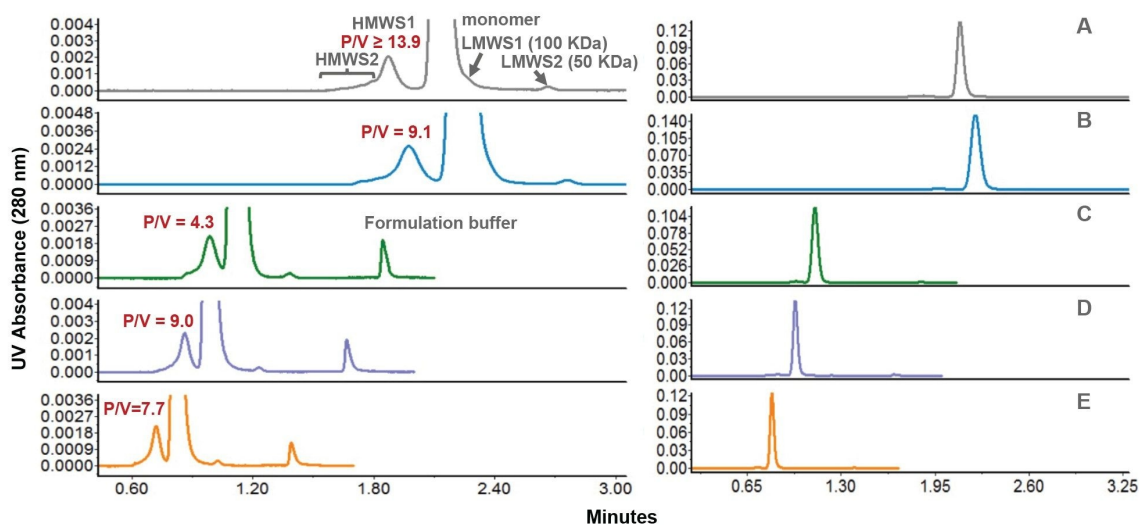 UV Absorbance (280 nm)
0.004
0.003
0.002
0.001
0.000
HMWS1
P/V ≥ 13.9
HMWS2
monomer
LMWS1 (100 KDa)
LMWS2 (50 KDa)
0.12
0.09
0.06
0.03
0.00
A
0.0048
0.0036
0.0024
0.0012
0.0000
P/V = 9.1
0.140
0.105
0.070
0.035
0.000
B
0.0036
0.0027
0.0018
0.0009
0.0000
P/V = 4.3
Formulation buffer
0.104
0.078
0.052
0.026
0.000
C
0.004
0.003
0.002
0.001
0.000
P/V = 9.0
0.12
0.09
0.06
0.03
0.00
D
0.0036
0.0027
0.0018
0.0009
0.0000
P/V=7.7
0.12
0.09
0.06
0.03
0.00
E
0.60 1.20 1.80 2.40 3.00
0.65 1.30 1.95 2.60 3.25
Minutes